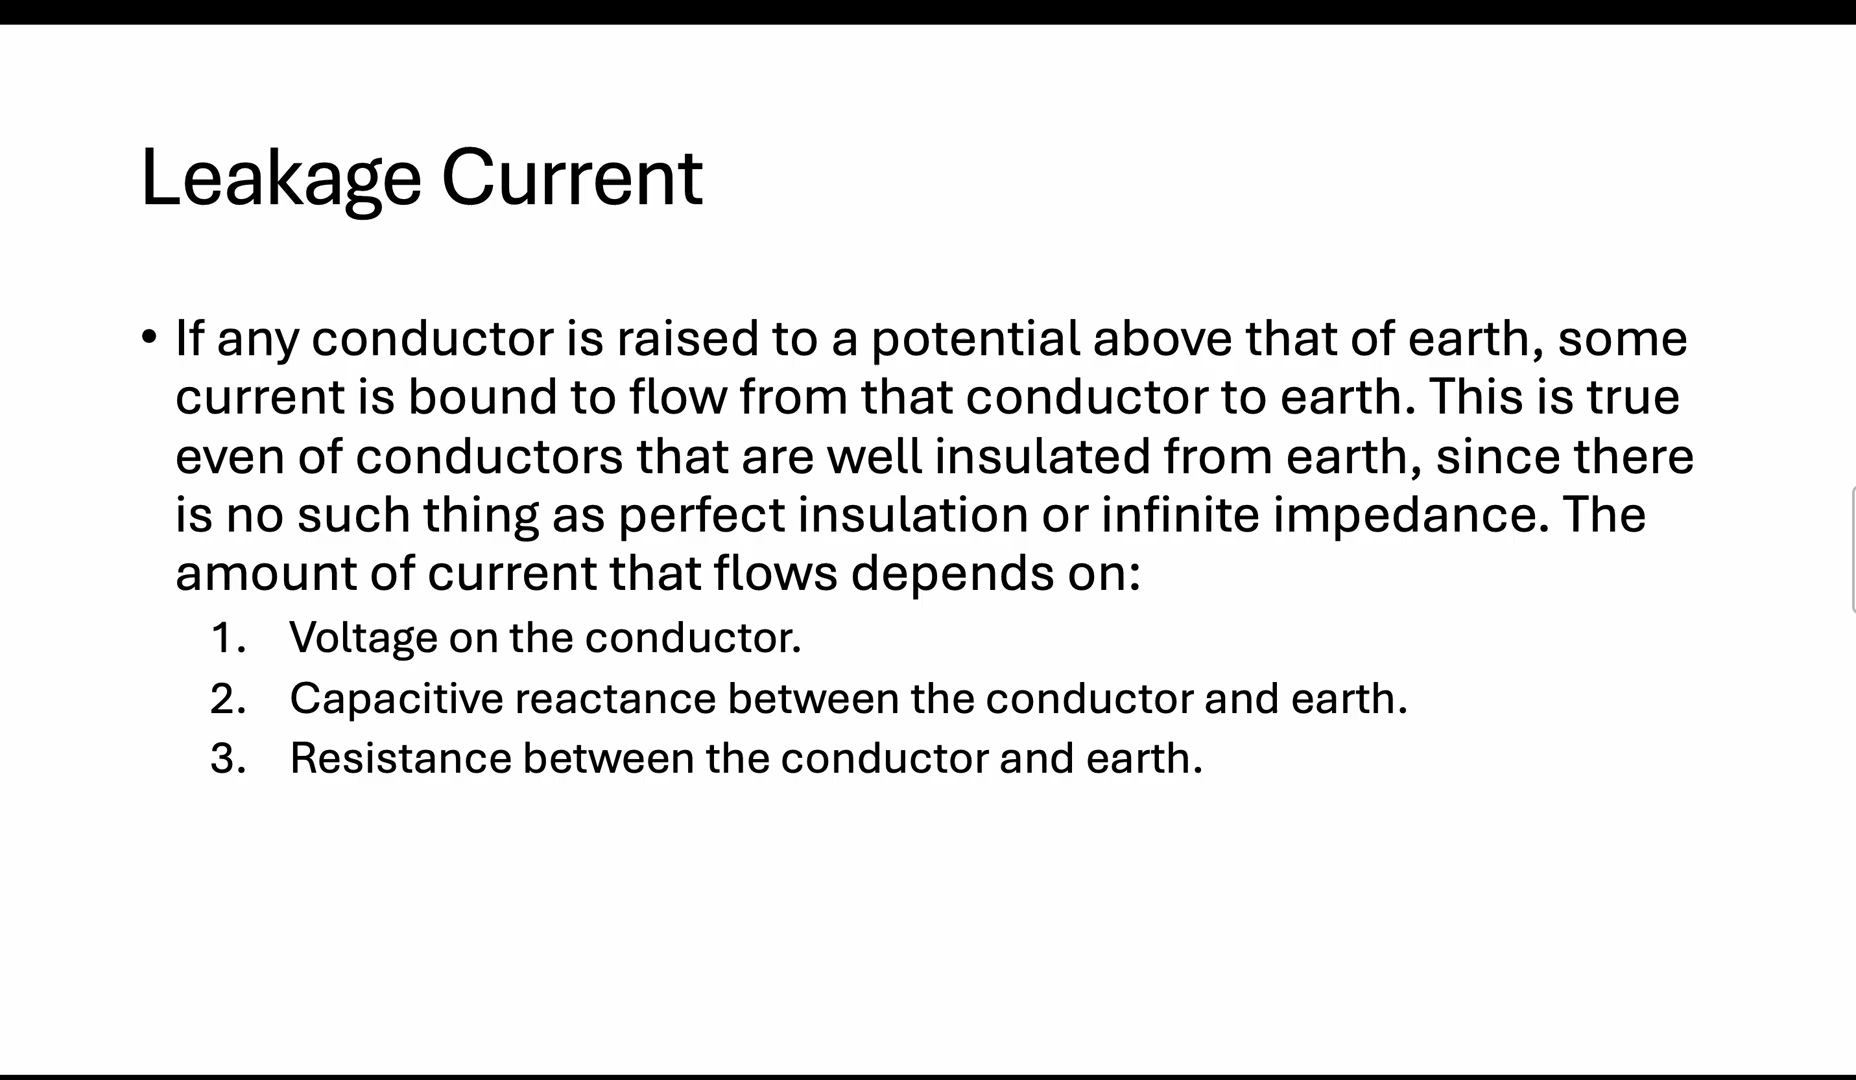 Leakage Current
• If any conductor is raised to a potential above that of earth, some
current is bound to flow from that conductor to earth. This is true
even of conductors that are well insulated from earth, since there
is no such thing as perfect insulation or infinite impedance. The
amount of current that flows depends on:
1. Voltage on the conductor.
2. Capacitive reactance between the conductor and earth.
3. Resistance between the conductor and earth.